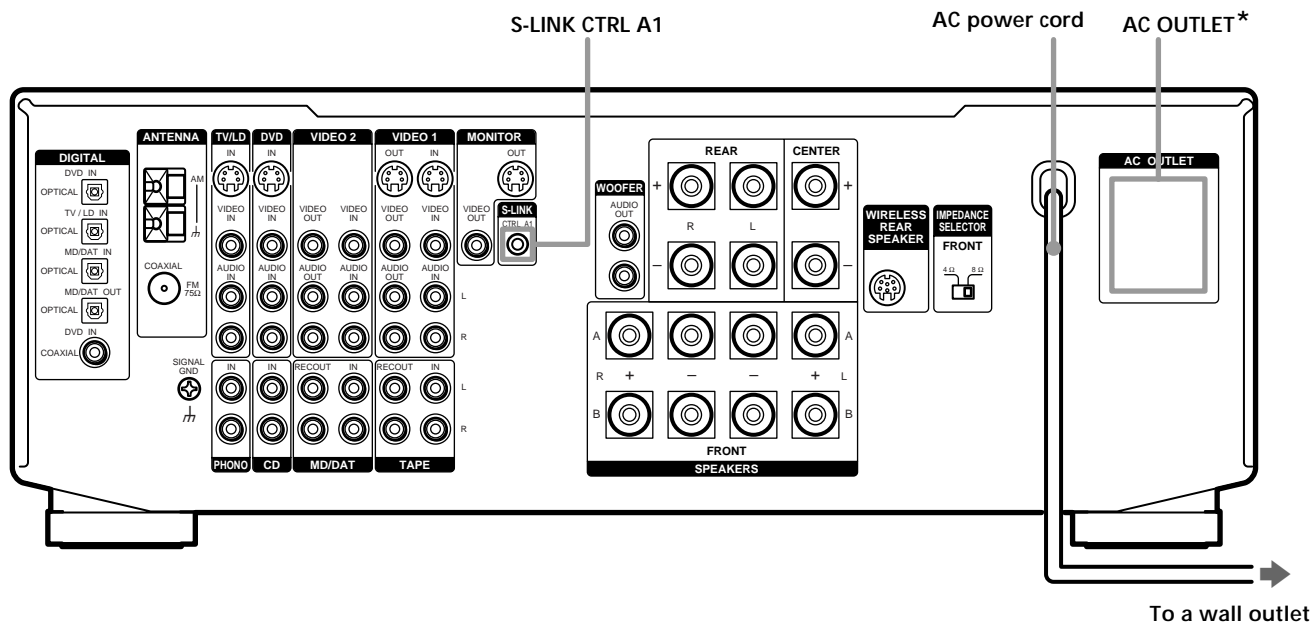 S-LINK CTRL A1
AC power cord
AC OUTLET*
DIGITAL
DVD IN
OPTICAL
TV / LD IN
OPTICAL
MD/DAT IN
OPTICAL
MD/DAT OUT
OPTICAL
DVD IN
COAXIAL
ANTENNA
AM
COAXIAL
FM
75Ω
SIGNAL
GND
TV/LD
IN
VIDEO
IN
AUDIO
IN
DVD
IN
VIDEO
IN
AUDIO
IN
VIDEO 2
VIDEO
OUT
VIDEO
IN
AUDIO
OUT
AUDIO
IN
VIDEO 1
OUT
IN
VIDEO
OUT
VIDEO
IN
AUDIO
OUT
AUDIO
IN
L
R
MONITOR
OUT
VIDEO
OUT
S-LINK
CTRL A1
IN
PHONO
IN
CD
RECOUT
IN
MD/DAT
RECOUT
IN
TAPE
L
R
WOOFER
AUDIO
OUT
REAR
+
R
L
–
CENTER
+
–
A
A
R
+
–
–
+
L
B
B
FRONT
SPEAKERS
WIRELESS
REAR
SPEAKER
IMPEDANCE
SELECTOR
FRONT
4 Ω
8 Ω
AC OUTLET
To a wall outlet